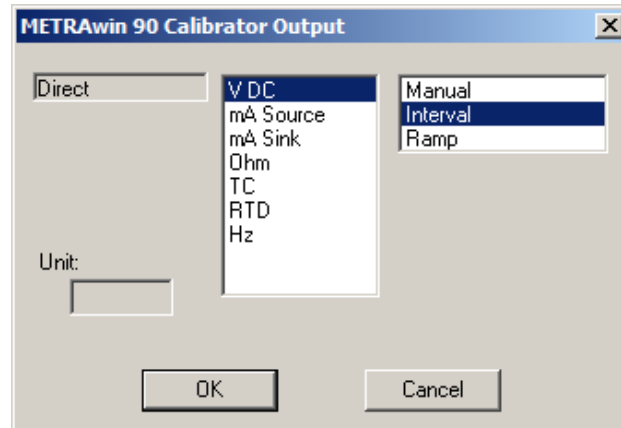 METRAwin 90 Calibrator Output
Direct
V DC
mA Source
mA Sink
Ohm
TC
RTD
Hz
Manual
Interval
Ramp
Unit:
OK
Cancel